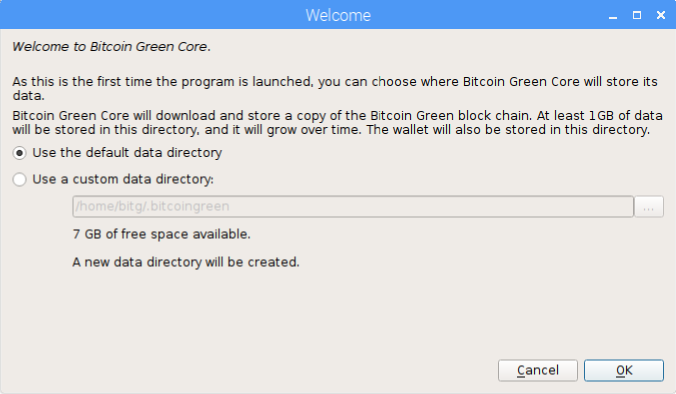 Welcome
Welcome to Bitcoin Green Core.
As this is the first time the program is launched, you can choose where Bitcoin Green Core will store its
data.
Bitcoin Green Core will download and store a copy of the Bitcoin Green block chain. At least 1GB of data
will be stored in this directory, and it will grow over time. The wallet will also be stored in this directory.
Use the default data directory
Use a custom data directory:
/home/bitg/.bitcoingreen
...
7 GB of free space available.
A new data directory will be created.
Cancel
OK